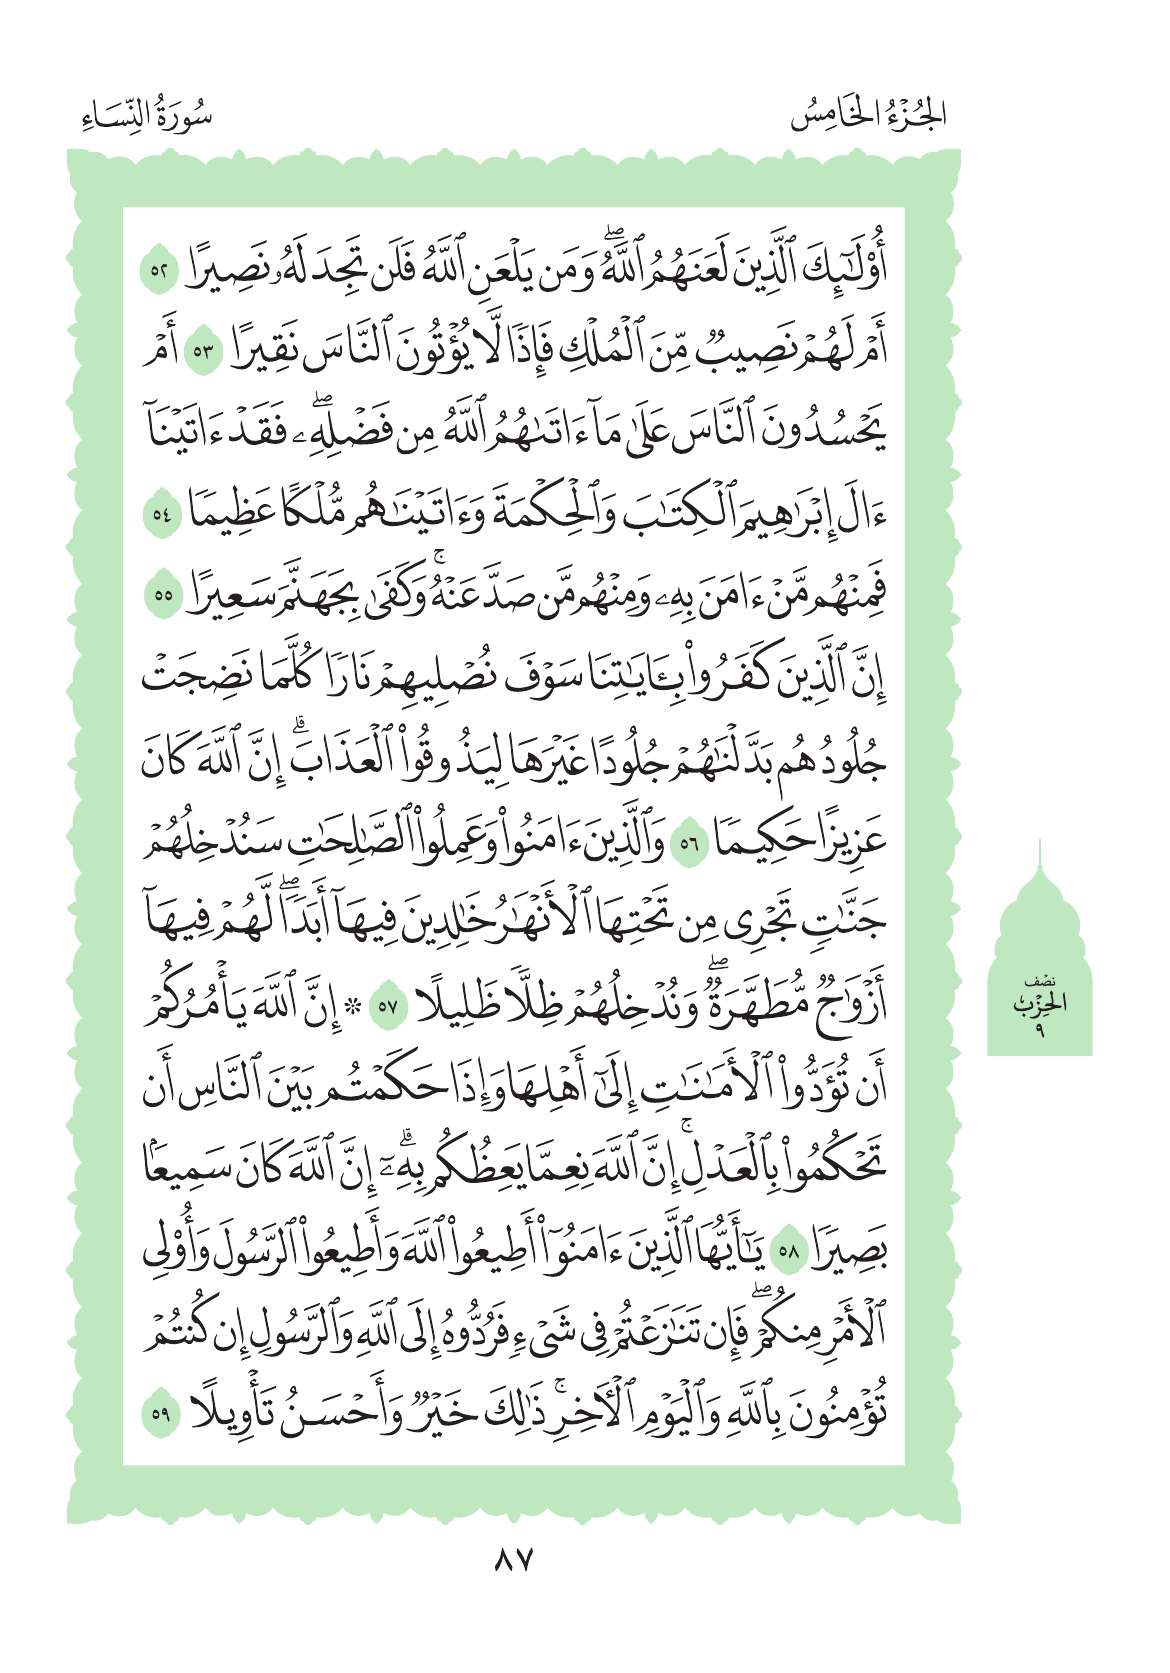 الجُزْءُ الخَامِسُ
سُورَةُ النِّسَاءِ
أُوْلَٰٓئِكَ ٱلَّذِينَ لَعَنَهُمُ ٱللَّهُۖ وَمَن يَلْعَنِ ٱللَّهُ فَلَن تَجِدَ لَهُۥ نَصِيرًا ٥٢
أَمْ لَهُمْ نَصِيبٞ مِّنَ ٱلْمُلْكِ فَإِذٗا لَّا يُؤْتُونَ ٱلنَّاسَ نَقِيرًا ٥٣ أَمْ
يَحْسُدُونَ ٱلنَّاسَ عَلَىٰ مَآ ءَاتَىٰهُمُ ٱللَّهُ مِن فَضْلِهِۦۖ فَقَدْ ءَاتَيْنَآ
ءَالَ إِبْرَٰهِيمَ ٱلْكِتَٰبَ وَٱلْحِكْمَةَ وَءَاتَيْنَٰهُم مُّلْكًا عَظِيمٗا ٥٤
فَمِنْهُم مَّنْ ءَامَنَ بِهِۦ وَمِنْهُم مَّن صَدَّ عَنْهُۚ وَكَفَىٰ بِجَهَنَّمَ سَعِيرًا ٥٥
إِنَّ ٱلَّذِينَ كَفَرُواْ بِـَٔايَٰتِنَا سَوْفَ نُصْلِيهِمْ نَارٗا كُلَّمَا نَضِجَتْ
جُلُودُهُم بَدَّلْنَٰهُمْ جُلُودًا غَيْرَهَا لِيَذُوقُواْ ٱلْعَذَابَۗ إِنَّ ٱللَّهَ كَانَ
عَزِيزًا حَكِيمٗا ٥٦ وَٱلَّذِينَ ءَامَنُواْ وَعَمِلُواْ ٱلصَّٰلِحَٰتِ سَنُدْخِلُهُمْ
جَنَّٰتٖ تَجْرِى مِن تَحْتِهَا ٱلْأَنْهَٰرُ خَٰلِدِينَ فِيهَآ أَبَدٗاۖ لَّهُمْ فِيهَآ
أَزْوَٰجٞ مُّطَهَّرَةٞۖ وَنُدْخِلُهُمْ ظِلّٗا ظَلِيلًا ٥٧ ۞ إِنَّ ٱللَّهَ يَأْمُرُكُمْ
أَن تُؤَدُّواْ ٱلْأَمَٰنَٰتِ إِلَىٰٓ أَهْلِهَا وَإِذَا حَكَمْتُم بَيْنَ ٱلنَّاسِ أَن
تَحْكُمُواْ بِٱلْعَدْلِۚ إِنَّ ٱللَّهَ نِعِمَّا يَعِظُكُم بِهِۦٓۗ إِنَّ ٱللَّهَ كَانَ سَمِيعَۢا
بَصِيرٗا ٥٨ يَٰٓأَيُّهَا ٱلَّذِينَ ءَامَنُوٓاْ أَطِيعُواْ ٱللَّهَ وَأَطِيعُواْ ٱلرَّسُولَ وَأُوْلِى
ٱلْأَمْرِ مِنكُمْۖ فَإِن تَنَٰزَعْتُمْ فِى شَىْءٖ فَرُدُّوهُ إِلَى ٱللَّهِ وَٱلرَّسُولِ إِن كُنتُمْ
تُؤْمِنُونَ بِٱللَّهِ وَٱلْيَوْمِ ٱلْأٓخِرِۚ ذَٰلِكَ خَيْرٞ وَأَحْسَنُ تَأْوِيلًا ٥٩
نصْف
الحِزْب
٩
٨٧